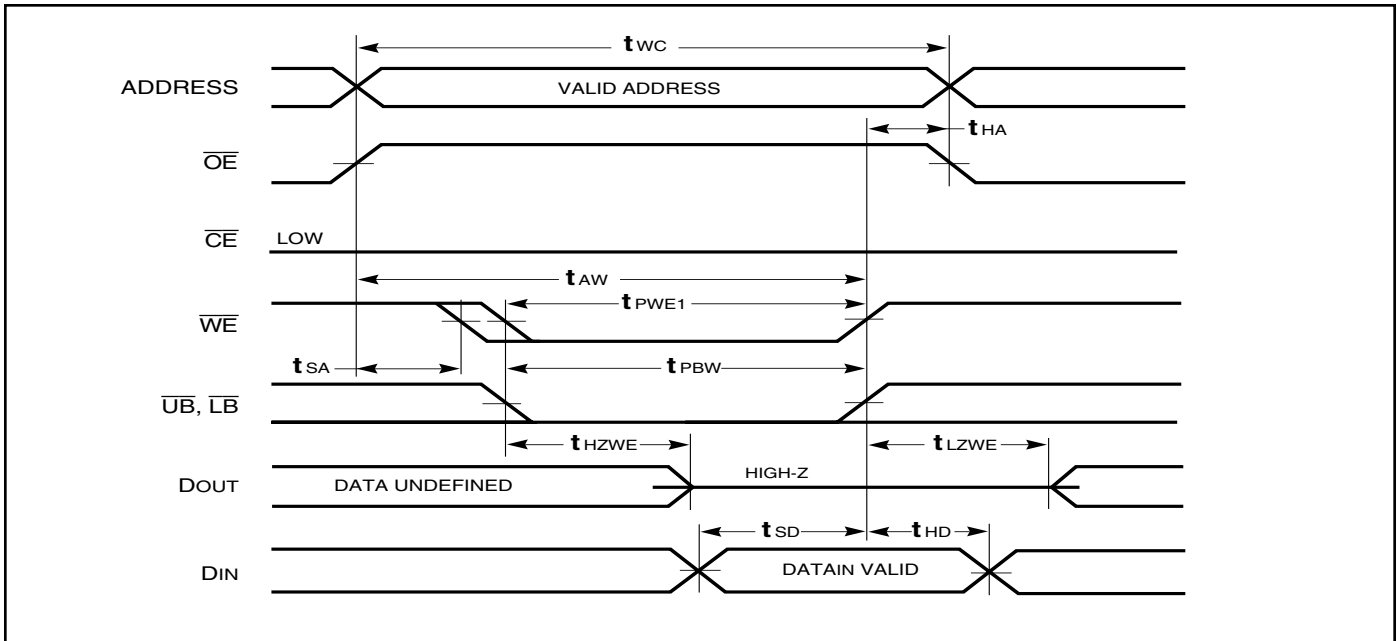 tWC
ADDRESS
VALID ADDRESS
tHA
OE
CE
LOW
tAW
tPWE1
WE
tSA
tPBW
UB, LB
tHZWE
tLZWE
DOUT
DATA UNDEFINED
HIGH-Z
tSD
tHD
DIN
DATAIN VALID